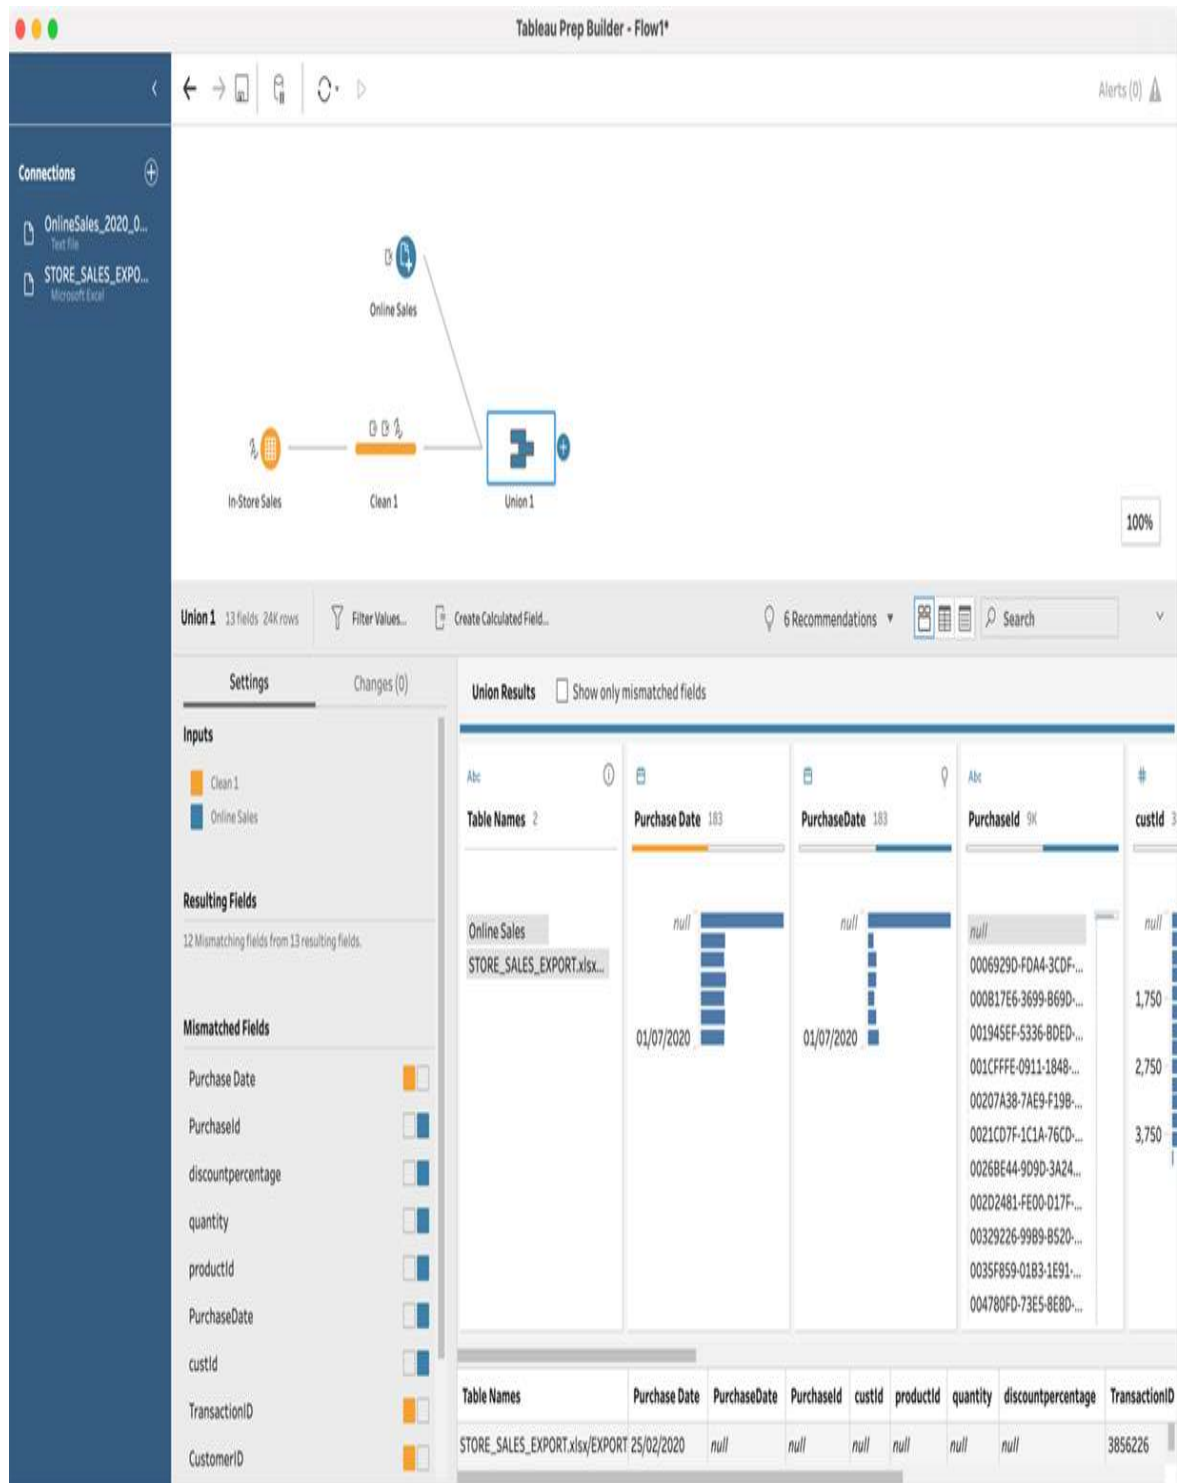 Tableau Prep Builder - Flow1*
Alerts (0)
Connections
OnlineSales_2020_0...
Text file
STORE_SALES_EXPO...
Microsoft Excel
Online Sales
In-Store Sales
Clean 1
Union 1
100%
Union 1 13 fields 24K rows Filter Values... Create Calculated Field... 6 Recommendations Search
Settings Changes (0)
Inputs
Clean 1
Online Sales
Resulting Fields
12 Mismatching fields from 13 resulting fields.
Mismatched Fields
Purchase Date
PurchaseId
discountpercentage
quantity
productId
PurchaseDate
custId
TransactionID
CustomerID
Union Results Show only mismatched fields
Abc
Table Names 2
Online Sales
STORE_SALES_EXPORT.xlsx...
Purchase Date 183
null
01/07/2020
PurchaseDate 183
null
01/07/2020
Abc
PurchaseId 9K
null
0006929D-FDA4-3CDF-...
000B17E6-3699-B69D-...
001945EF-5336-8DED-...
001CFFFE-0911-1848-...
00207A38-7AE9-F19B-...
0021CD7F-1C1A-76CD-...
0026BE44-9D9D-3A24...
002D2481-FE00-D17F-...
00329226-99B9-B520-...
0035F859-01B3-1E91-...
004780FD-73E5-8E8D-...
#
custId 3
null
1,750
2,750
3,750
Table Names Purchase Date PurchaseDate PurchaseId custId productId quantity discountpercentage TransactionID
STORE_SALES_EXPORT.xlsx/EXPORT 25/02/2020 null null null null null null 3856226